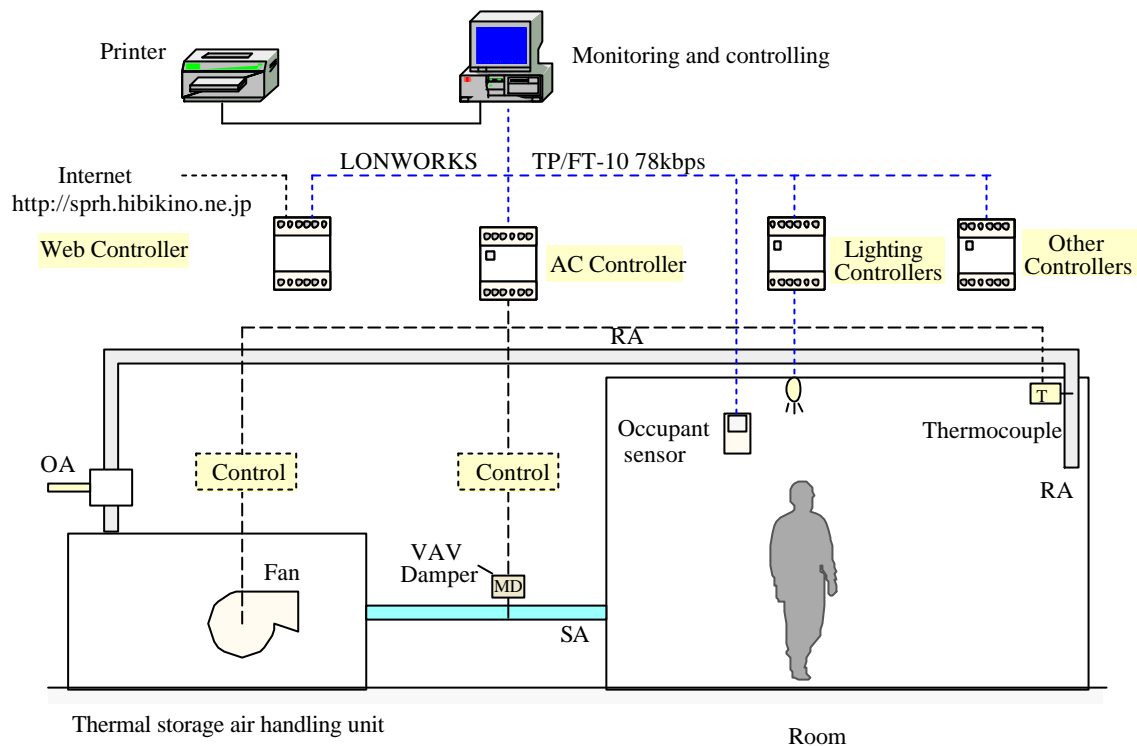 Printer
Monitoring and controlling
LONWORKS
TP/FT-10 78kbps
Internet
http://sprh.hibikino.ne.jp
Web Controller
AC Controller
Lighting
Controllers
Other
Controllers
RA
T
Occupant
sensor
Thermocouple
OA
Control
Control
RA
VAV
Damper
MD
Fan
SA
Thermal storage air handling unit
Room